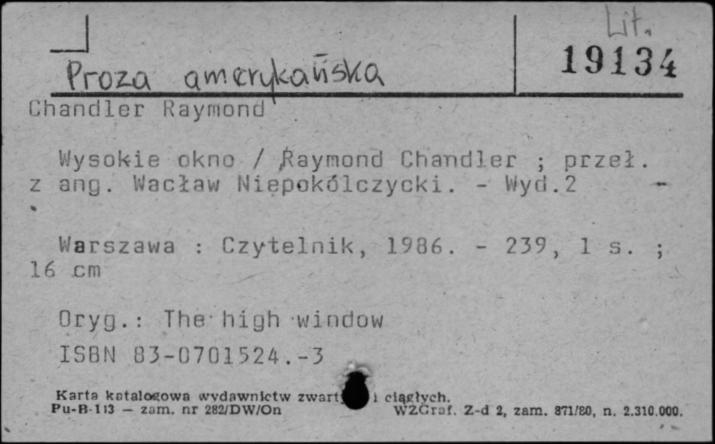 Lit.
19134
Proza amerykańska
Chandler Raymond
Wysokie okno / Raymond Chandler ; przeł.
z ang. Wacław Niepokólczycki. - Wyd.2 -
Warszawa : Czytelnik, 1986. - 239, 1 s. ;
16 cm
Oryg.: The high window
ISBN 83-0701524.-3
Karta katalogowa wydawnictw i ciągłych.
Pu-B-113 — zam. nr 282/DW/On WZGraf. Z-d 2, zam. 871/80, n. 2.310.000.